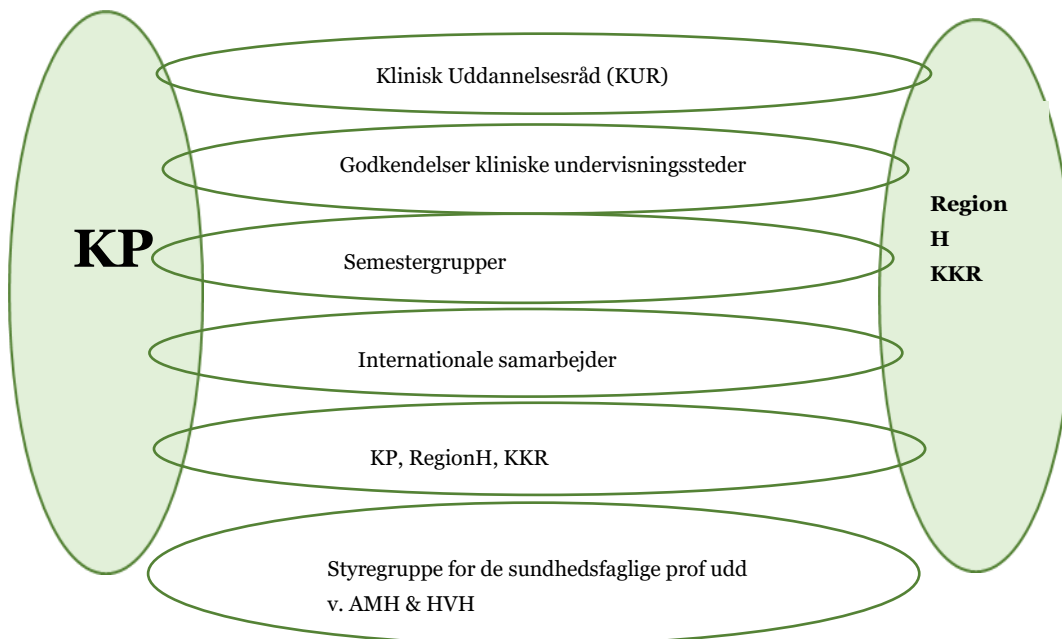 Klinisk Uddannelsesråd (KUR)
Godkendelser kliniske undervisningssteder
KP
Region
H
KKR
Semestergrupper
Internationale samarbejder
KP, RegionH, KKR
Styregruppe for de sundhedsfaglige prof udd
v. AMH & HVH